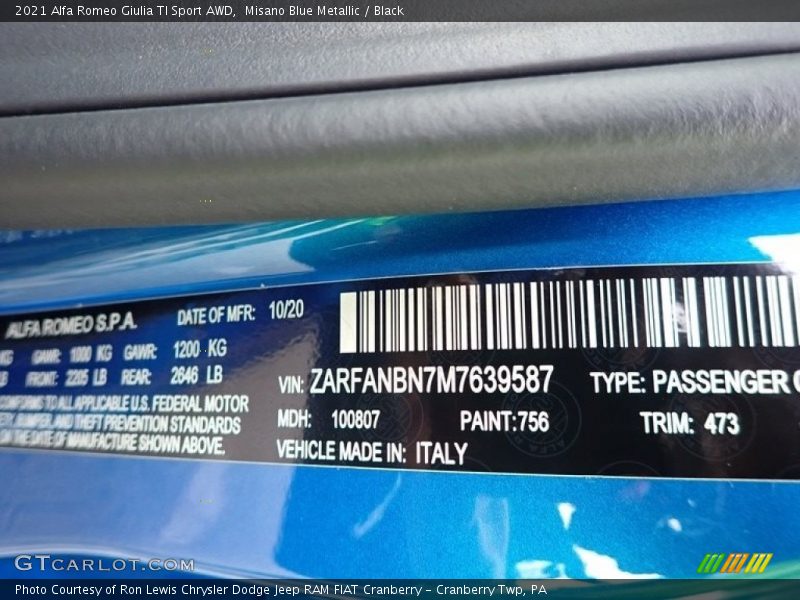 2021 Alfa Romeo Giulia TI Sport AWD, Misano Blue Metallic / Black
ALFA ROMEO S.P.A.
DATE OF MFR: 10/20
KG GAWR: 1000 KG GAWR: 1200 KG
LB FRONT: 2205 LB REAR: 2646 LB
CONFORMS TO ALL APPLICABLE U.S. FEDERAL MOTOR
BUMPER, AND THEFT PREVENTION STANDARDS
ON THE DATE OF MANUFACTURE SHOWN ABOVE.
VIN: ZARFANBN7M7639587
TYPE: PASSENGER
MDH: 100807
PAINT:756
TRIM: 473
VEHICLE MADE IN: ITALY
GTCARLOT.COM
Photo Courtesy of Ron Lewis Chrysler Dodge Jeep RAM FIAT Cranberry - Cranberry Twp, PA